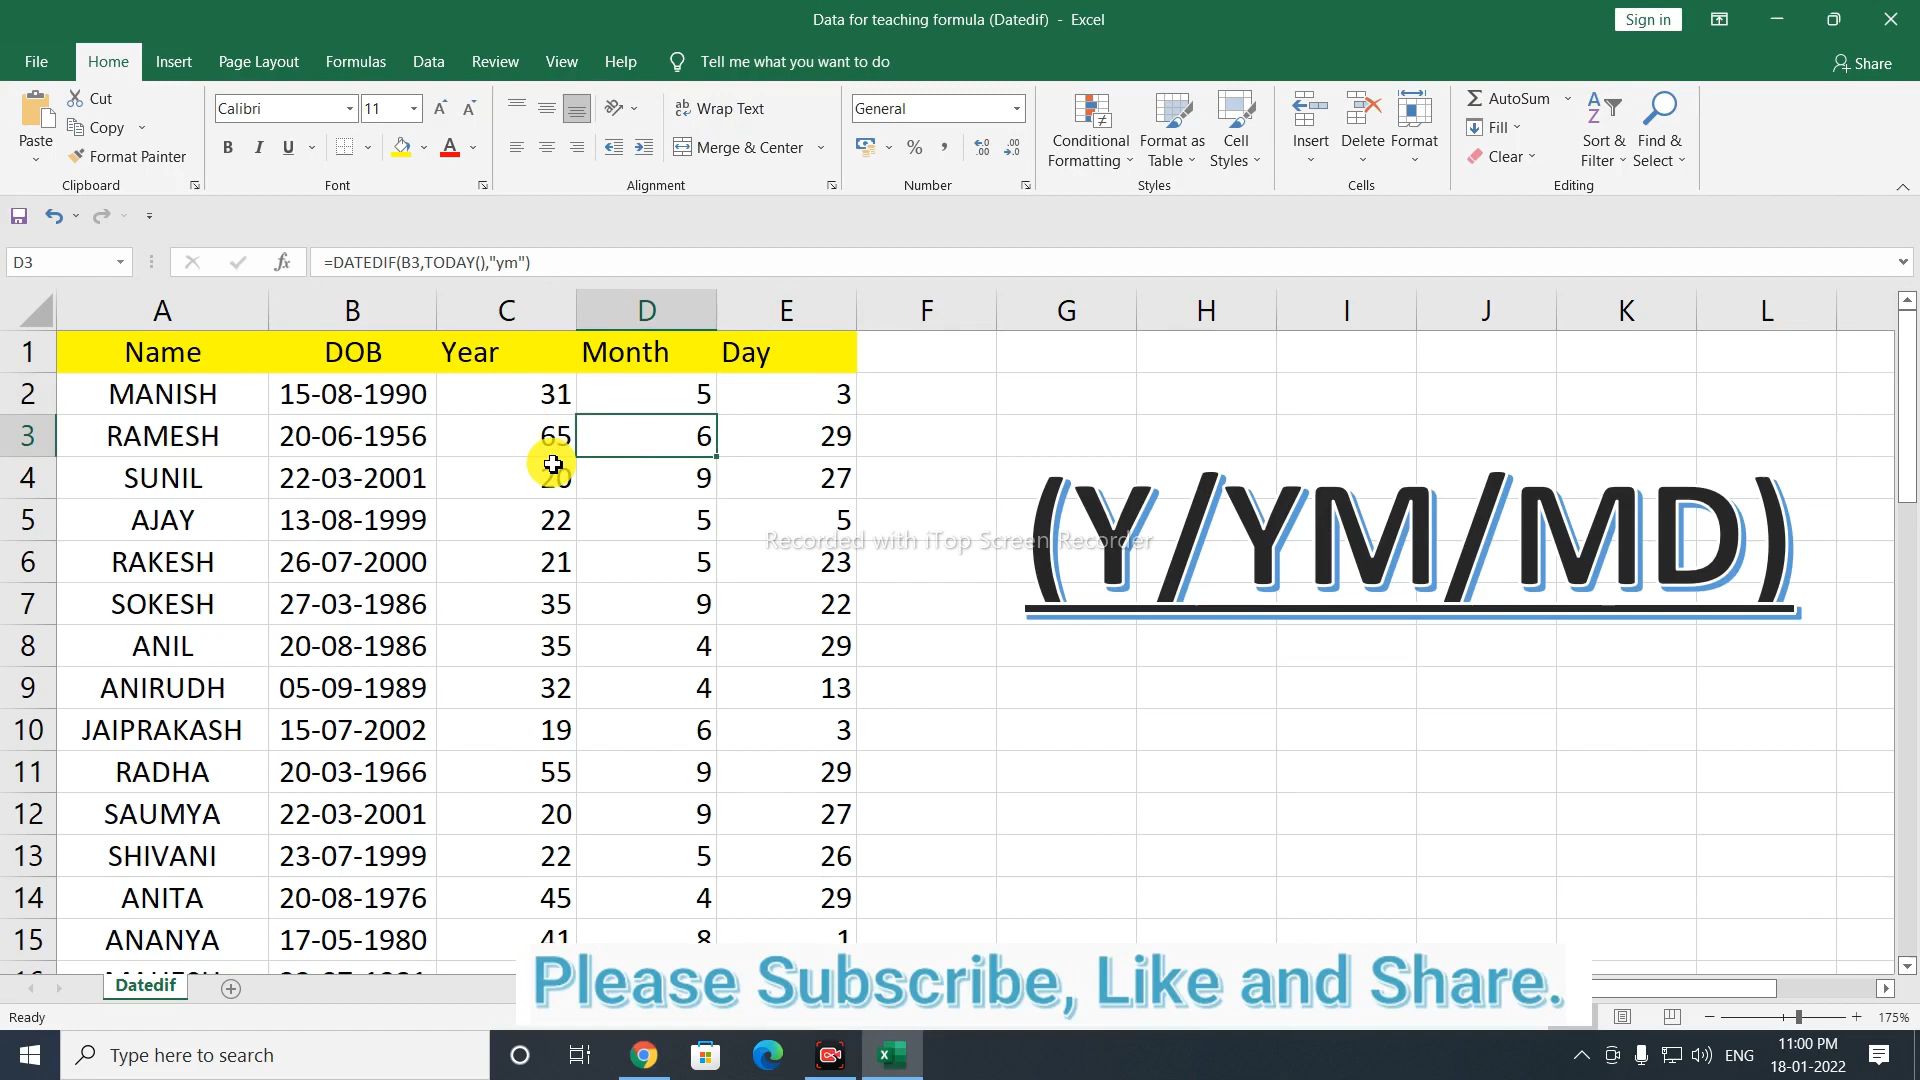 Data for teaching formula (Datedif) - Excel
Sign in
File Home Insert Page Layout Formulas Data Review View Help Tell me what you want to do
Share
Cut
Copy
Format Painter
Paste
Calibri 11
B I U
Wrap Text
Merge & Center
General
Conditional Formatting
Format as Table
Cell Styles
Insert Delete Format
AutoSum
Fill
Clear
Sort & Filter
Find & Select
Clipboard Font Alignment Number Styles Cells Editing
D3 fx =DATEDIF(B3,TODAY(),"ym")
A B C D E F G H I J K L
1 Name DOB Year Month Day
2 MANISH 15-08-1990 31 5 3
3 RAMESH 20-06-1956 65 6 29
4 SUNIL 22-03-2001 20 9 27
5 AJAY 13-08-1999 22 5 5
6 RAKESH 26-07-2000 21 5 23
7 SOKESH 27-03-1986 35 9 22
8 ANIL 20-08-1986 35 4 29
9 ANIRUDH 05-09-1989 32 4 13
10 JAIPRAKASH 15-07-2002 19 6 3
11 RADHA 20-03-1966 55 9 29
12 SAUMYA 22-03-2001 20 9 27
13 SHIVANI 23-07-1999 22 5 26
14 ANITA 20-08-1976 45 4 29
15 ANANYA 17-05-1980 41 8 1
(Y/YM/MD)
Recorded with iTop Screen Recorder
Please Subscribe, Like and Share.
Datedif
Ready
175%
Type here to search
ENG
11:00 PM
18-01-2022